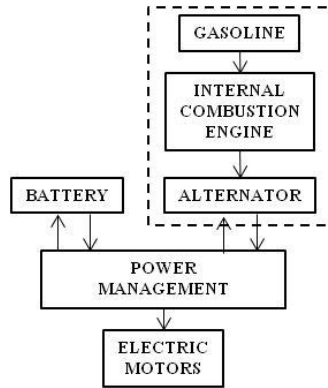 GASOLINE
INTERNAL
COMBUSTION
ENGINE
BATTERY
ALTERNATOR
POWER
MANAGEMENT
ELECTRIC
MOTORS